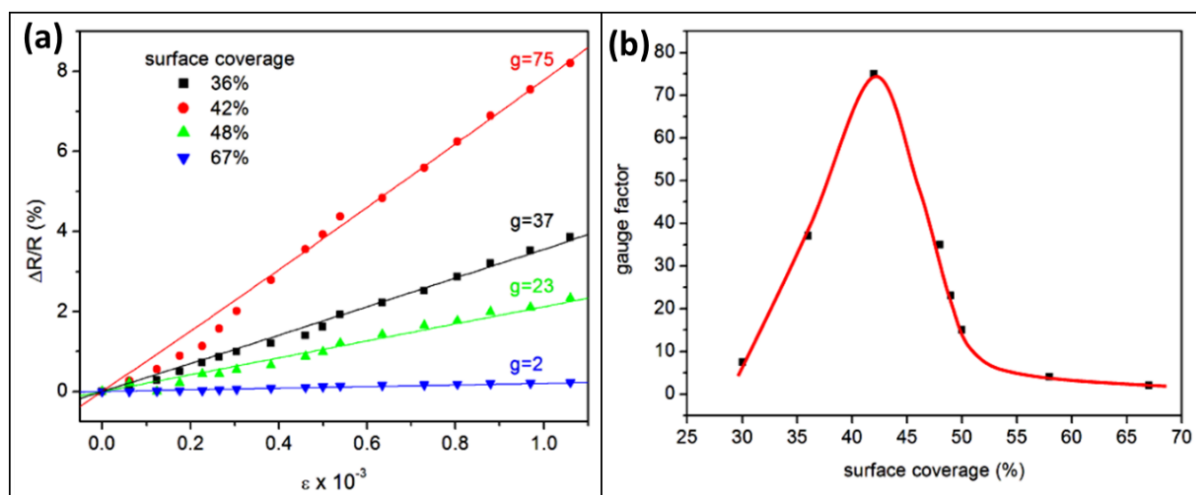 (a)
surface coverage
36%
42%
48%
67%
g=75
g=37
g=23
g=2
8
6
4
2
0
ΔR/R (%)
0.0 0.2 0.4 0.6 0.8 1.0
ε x 10⁻³
(b)
80
70
60
50
40
30
20
10
0
gauge factor
25 30 35 40 45 50 55 60 65 70
surface coverage (%)